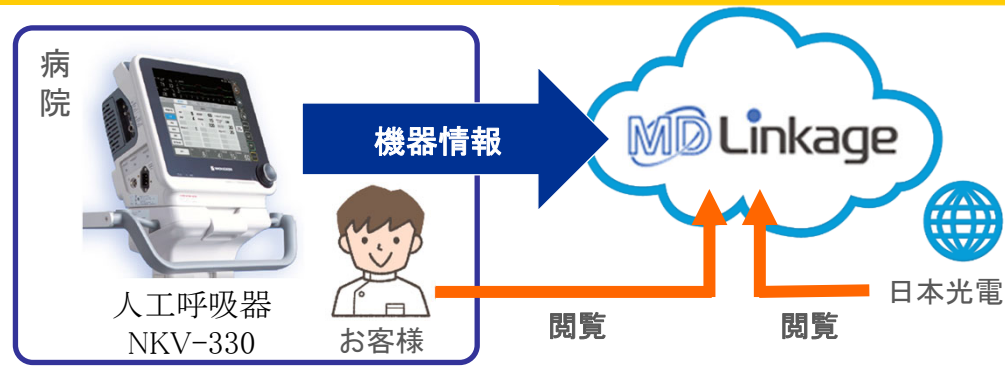 病
院
機器情報
MD Linkage
人工呼吸器
NKV-330
お客様
閲覧
閲覧
日本光電